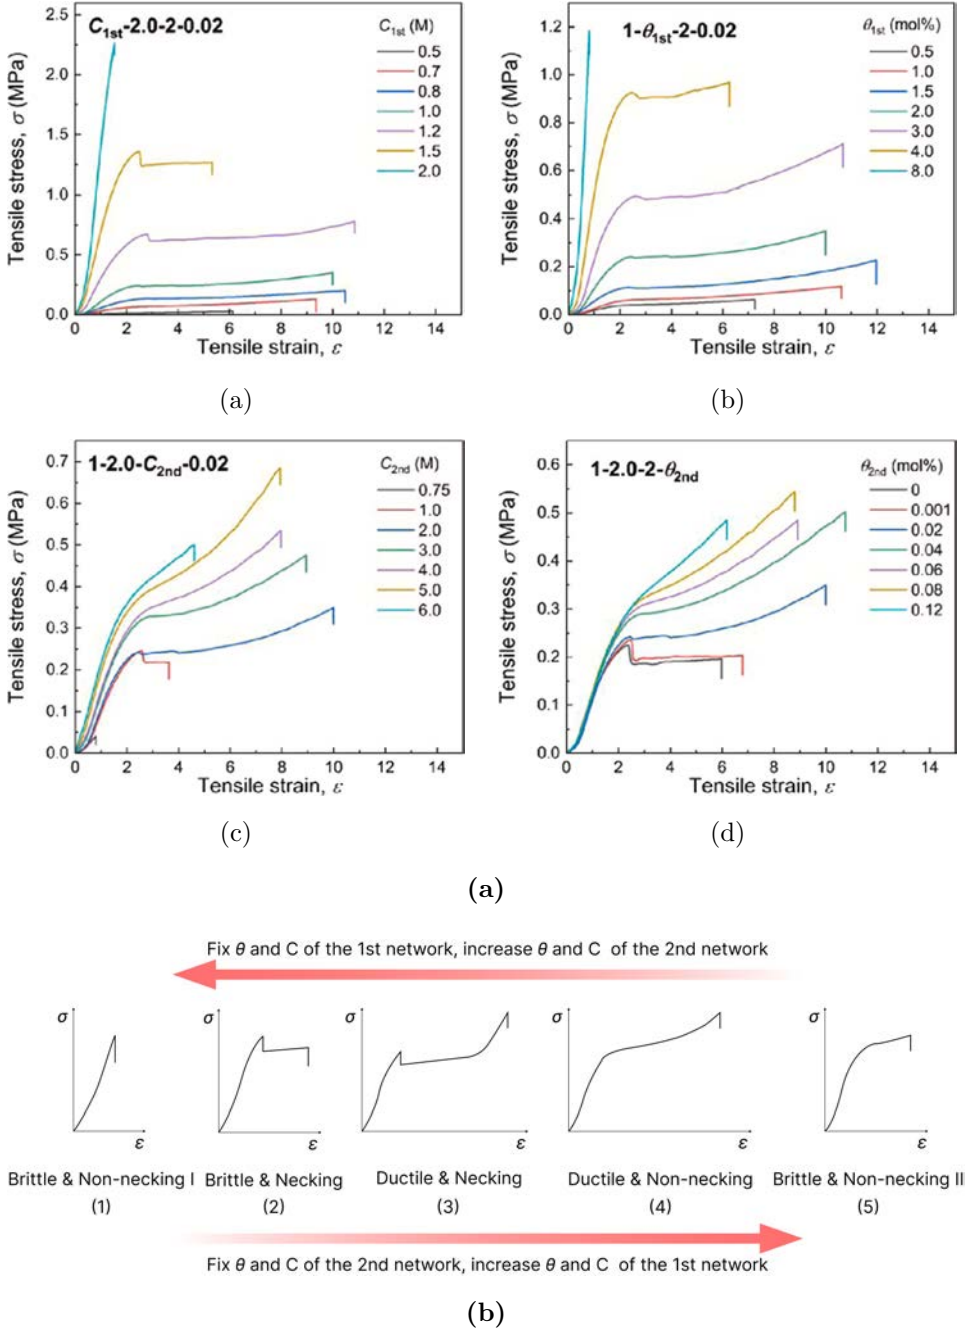 C1st-2.0-2-0.02
C1st (M)
0.5
0.7
0.8
1.0
1.2
1.5
2.0
2.5
2.0
1.5
1.0
0.5
0.0
Tensile stress, σ (MPa)
0 2 4 6 8 10 12 14
Tensile strain, ε
(a)
1-θ1st-2-0.02
θ1st (mol%)
0.5
1.0
1.5
2.0
3.0
4.0
8.0
1.2
1.0
0.8
0.6
0.4
0.2
0.0
Tensile stress, σ (MPa)
0 2 4 6 8 10 12 14
Tensile strain, ε
(b)
1-2.0-C2nd-0.02
C2nd (M)
0.75
1.0
2.0
3.0
4.0
5.0
6.0
0.7
0.6
0.5
0.4
0.3
0.2
0.1
0.0
Tensile stress, σ (MPa)
0 2 4 6 8 10 12 14
Tensile strain, ε
(c)
1-2.0-2-θ2nd
θ2nd (mol%)
0
0.001
0.02
0.04
0.06
0.08
0.12
0.6
0.5
0.4
0.3
0.2
0.1
0.0
Tensile stress, σ (MPa)
0 2 4 6 8 10 12 14
Tensile strain, ε
(d)
(a)
Fix θ and C of the 1st network, increase θ and C of the 2nd network
σ σ σ σ σ
ε ε ε ε ε
Brittle & Non-necking I Brittle & Necking Ductile & Necking Ductile & Non-necking Brittle & Non-necking II
(1) (2) (3) (4) (5)
Fix θ and C of the 2nd network, increase θ and C of the 1st network
(b)